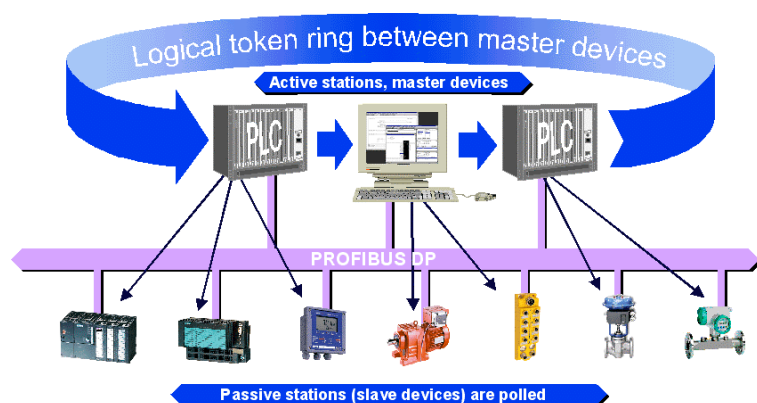 Logical token ring between master devices
Active stations, master devices
PLC
PLC
PROFIBUS DP
Passive stations (slave devices) are polled